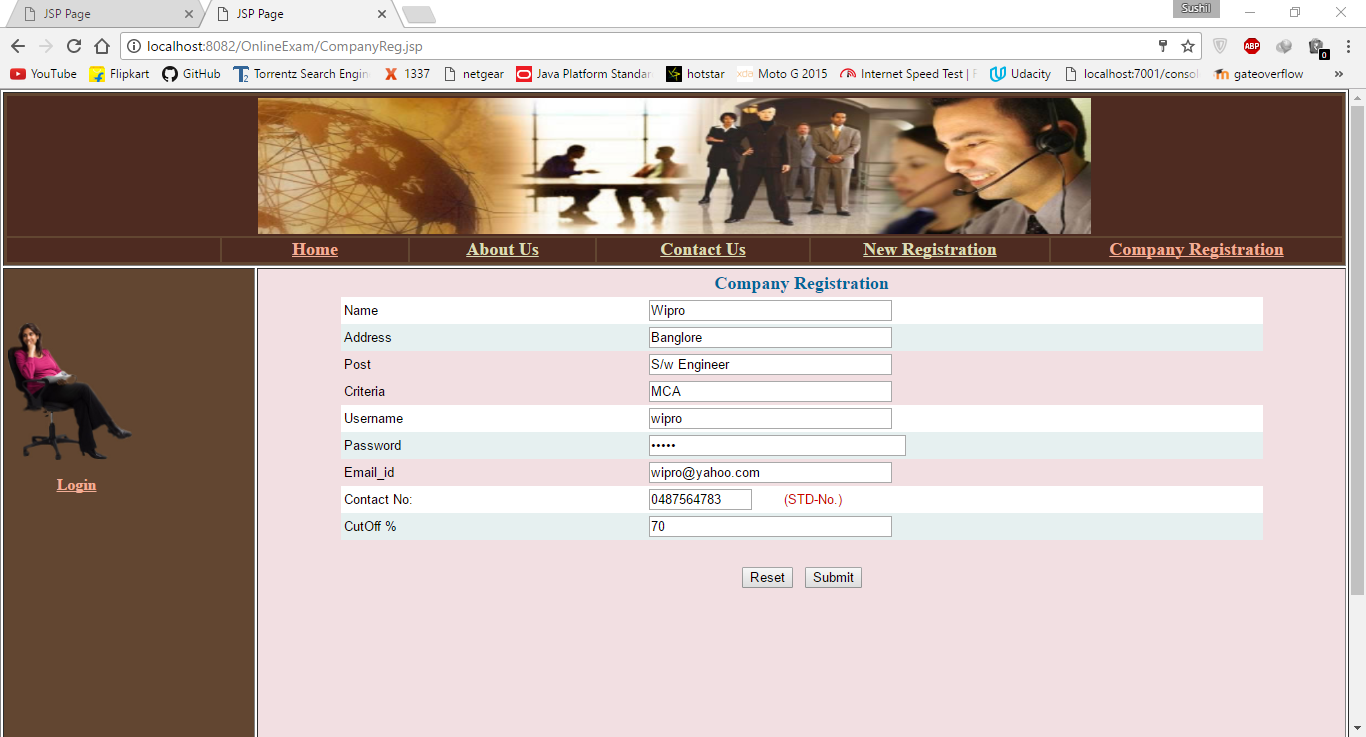 JSP Page JSP Page Sushil
localhost:8082/OnlineExam/CompanyReg.jsp ABP 0
YouTube Flipkart GitHub Torrentz Search Engin 1337 netgear Java Platform Standar hotstar xda Moto G 2015 Internet Speed Test | F Udacity localhost:7001/consol gateoverflow »
Home About Us Contact Us New Registration Company Registration
Company Registration
Name Wipro
Address Banglore
Post S/w Engineer
Criteria MCA
Username wipro
Password •••••
Email_id wipro@yahoo.com
Login
Contact No: 0487564783 (STD-No.)
CutOff % 70
Reset Submit